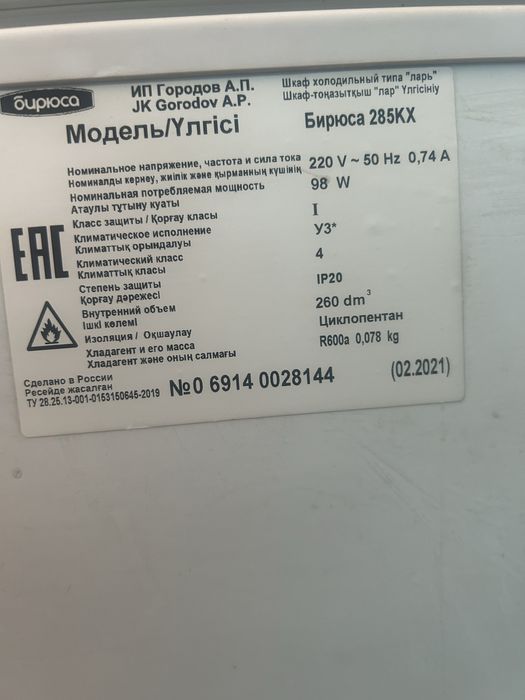 бирюса
ИП Городов А.П.
JK Gorodov A.P.
Шкаф холодильный типа "ларь"
Шкаф-тоңазытқыш "лар" Үлгісініу
Модель/Үлгісі
Бирюса 285КХ
Номинальное напряжение, частота и сила тока
Номиналды кернеу, жиілік және қырманның күшінің
220 V ~ 50 Hz 0,74 A
Номинальная потребляемая мощность
Атаулы тұтыну қуаты
98 W
Класс защиты / Қорғау класы
I
Климатическое исполнение
Климаттық орындалуы
У3*
Климатический класс
Климаттық класы
4
Степень защиты
Қорғау дәрежесі
IP20
Внутренний объем
Ішкі көлемі
260 dm³
Изоляция / Оқшаулау
Циклопентан
Хладагент и его масса
Хладагент және оның салмағы
R600a 0,078 kg
EAC
Сделано в России
Ресейде жасалған
ТУ 28.25.13-001-0153150645-2019
№0 6914 0028144
(02.2021)